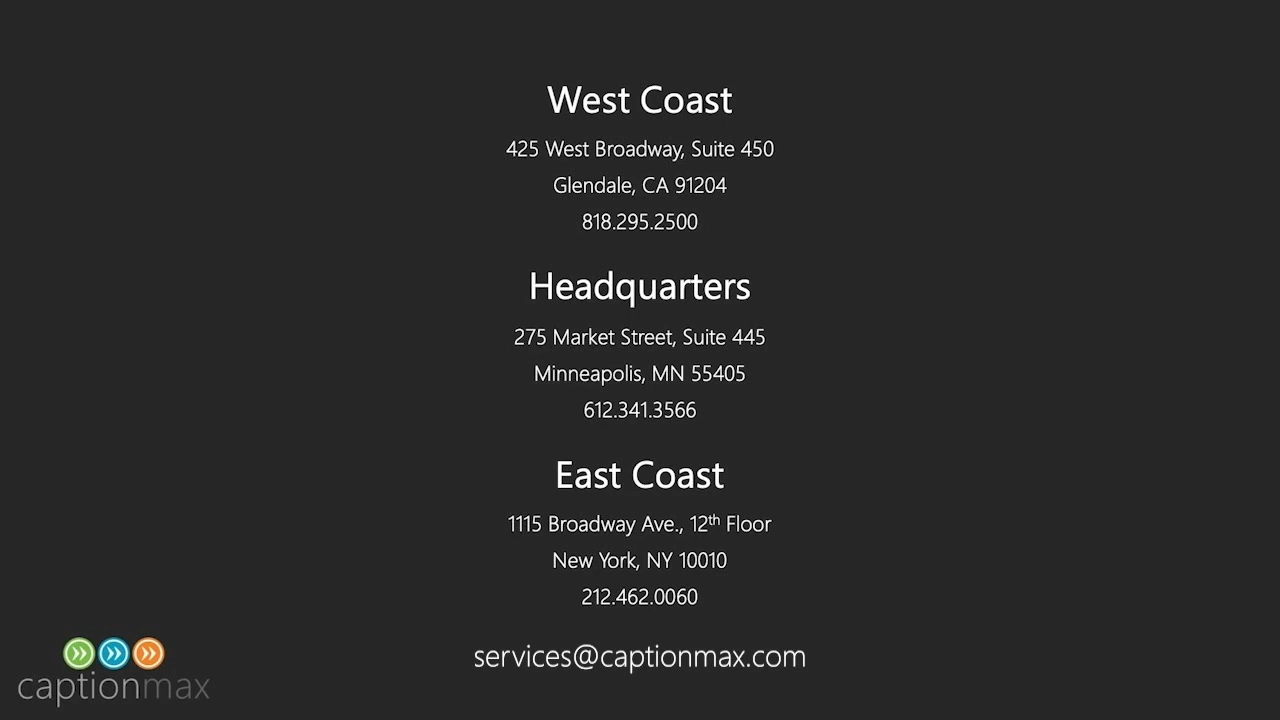 West Coast
425 West Broadway, Suite 450
Glendale, CA 91204
818.295.2500
Headquarters
275 Market Street, Suite 445
Minneapolis, MN 55405
612.341.3566
East Coast
1115 Broadway Ave., 12th Floor
New York, NY 10010
212.462.0060
services@captionmax.com
captionmax